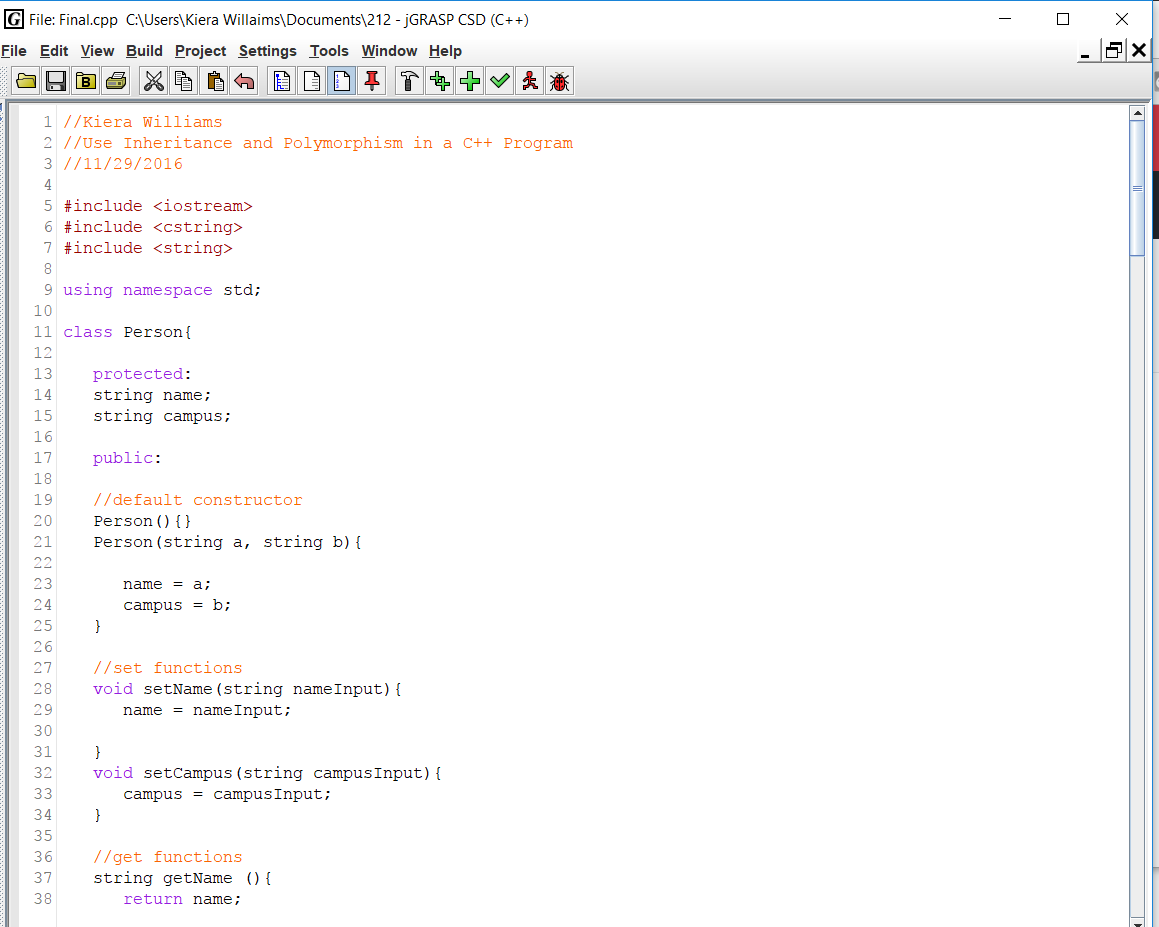 G File: Final.cpp C:\Users\Kiera Willaims\Documents\212 - jGRASP CSD (C++)
File Edit View Build Project Settings Tools Window Help
B
1 //Kiera Williams
2 //Use Inheritance and Polymorphism in a C++ Program
3 //11/29/2016
4
5 #include <iostream>
6 #include <cstring>
7 #include <string>
8
9 using namespace std;
10
11 class Person{
12
13    protected:
14    string name;
15    string campus;
16
17    public:
18
19    //default constructor
20    Person(){}
21    Person(string a, string b){
22
23       name = a;
24       campus = b;
25    }
26
27    //set functions
28    void setName(string nameInput){
29       name = nameInput;
30
31    }
32    void setCampus(string campusInput){
33       campus = campusInput;
34    }
35
36    //get functions
37    string getName (){
38       return name;